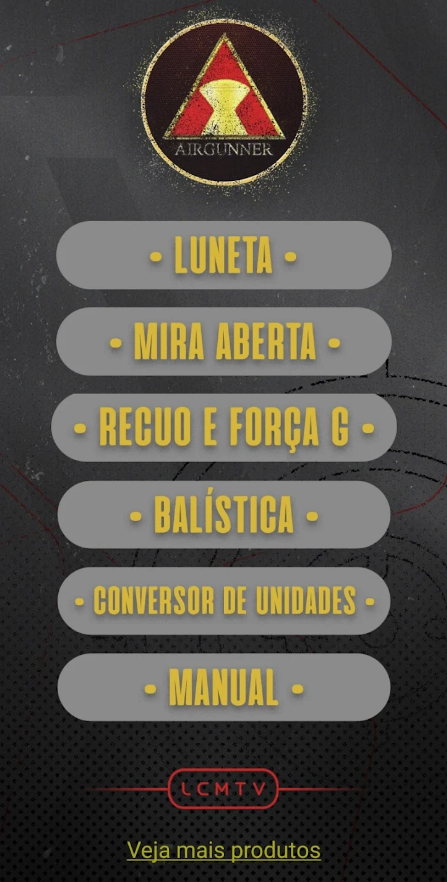 AIRGUNNER
• LUNETA •
• MIRA ABERTA •
• RECUO E FORÇA G •
• BALÍSTICA •
• CONVERSOR DE UNIDADES •
• MANUAL •
LCMTV
Veja mais produtos